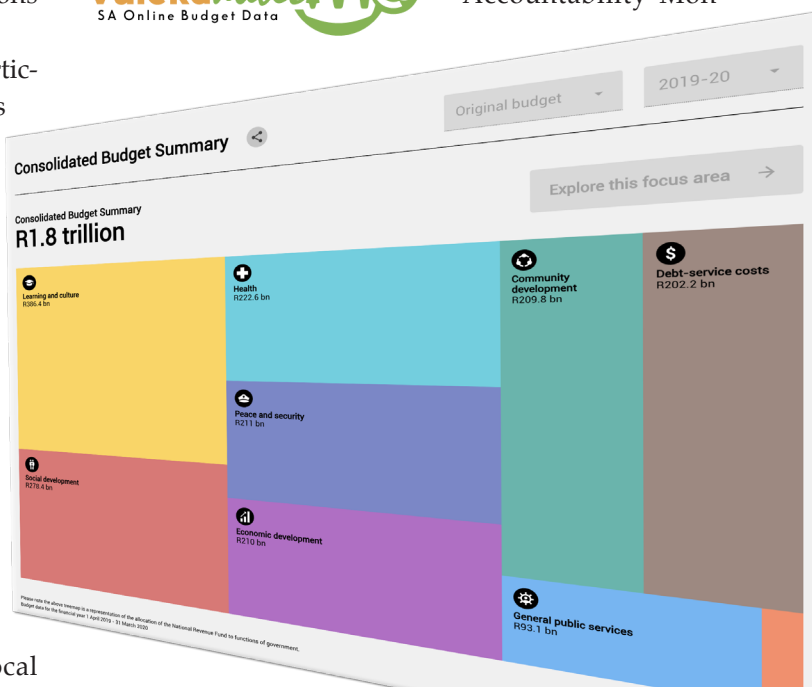 SA Online Budget Data
Original budget
2019-20
Consolidated Budget Summary
Explore this focus area
Consolidated Budget Summary
R1.8 trillion
Learning and culture
R386.4 bn
Health
R222.6 bn
Community
development
R209.8 bn
Debt-service costs
R202.2 bn
Peace and security
R211 bn
Social development
R278.4 bn
Economic development
R210 bn
General public services
R93.1 bn
Please note the above treemap is a representation of the allocation of the National Revenue Fund to functions of government.
Budget data for the financial year 1 April 2019 - 31 March 2020